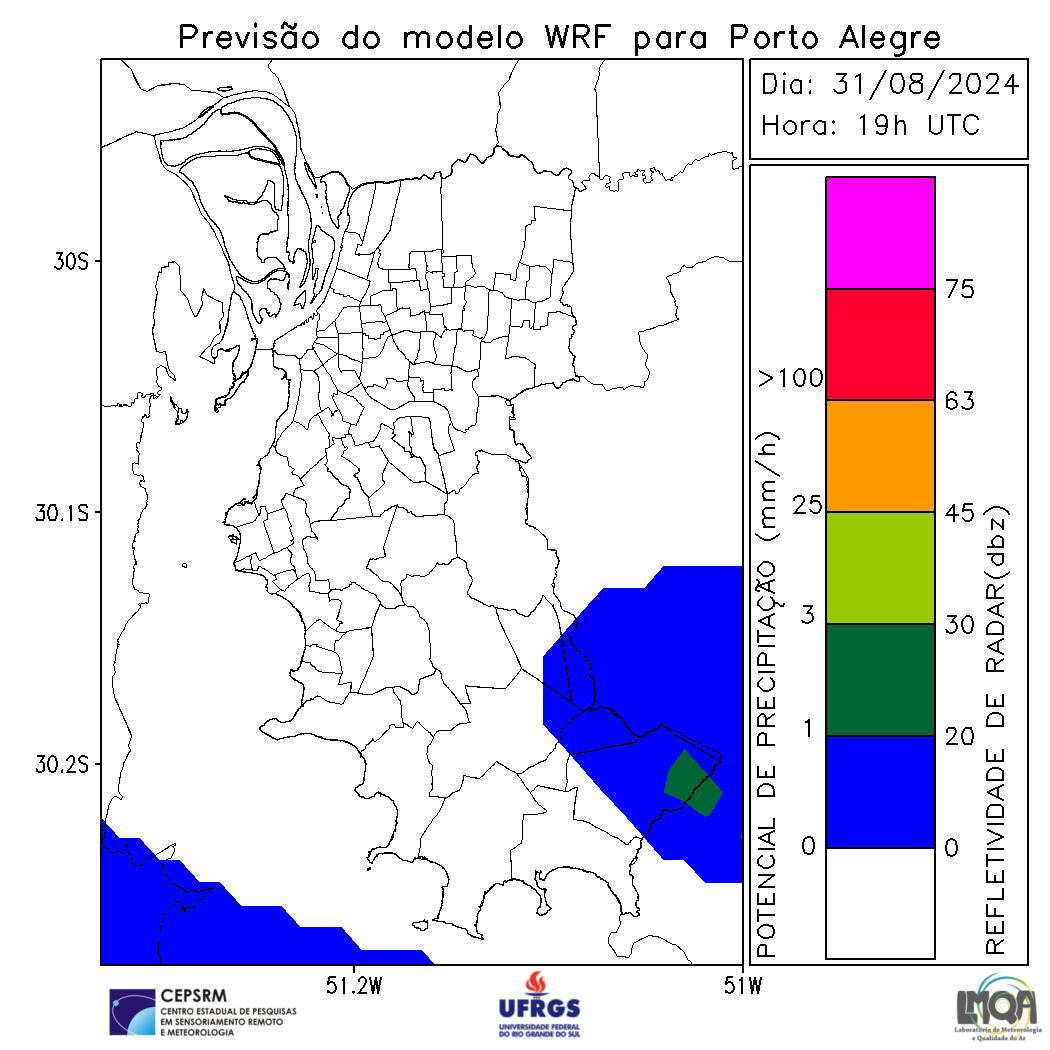 Previsão do modelo WRF para Porto Alegre
Dia: 31/08/2024
Hora: 19h UTC
30S
30.1S
30.2S
51.2W
51W
POTENCIAL DE PRECIPITAÇÃO (mm/h)
>100
25
3
1
0
75
63
45
30
20
0
REFLETIVIDADE DE RADAR(dbz)
CEPSRM
CENTRO ESTADUAL DE PESQUISAS
EM SENSORIAMENTO REMOTO
E METEOROLOGIA
UFRGS
UNIVERSIDADE FEDERAL
DO RIO GRANDE DO SUL
LMQA
Laboratório de Meteorologia
e Qualidade do Ar